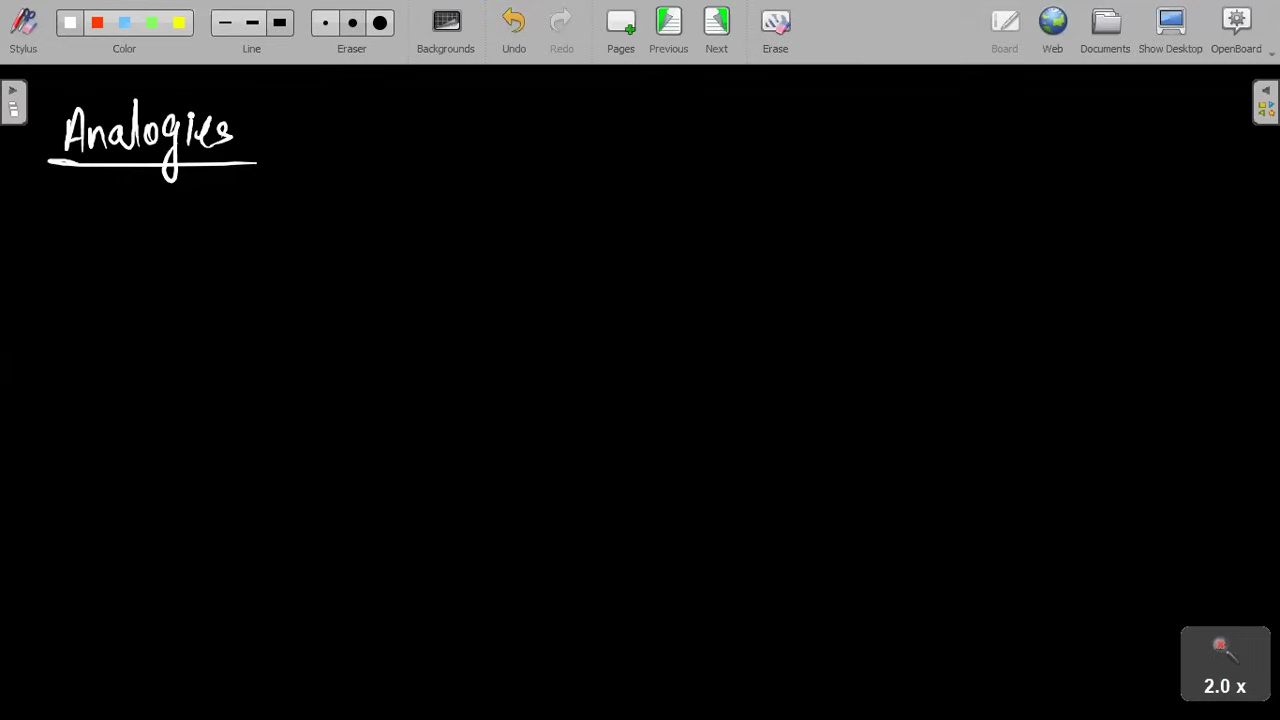 Stylus Color Line Eraser Backgrounds Undo Redo Pages Previous Next Erase Board Web Documents Show Desktop OpenBoard
Analogies
2.0 x